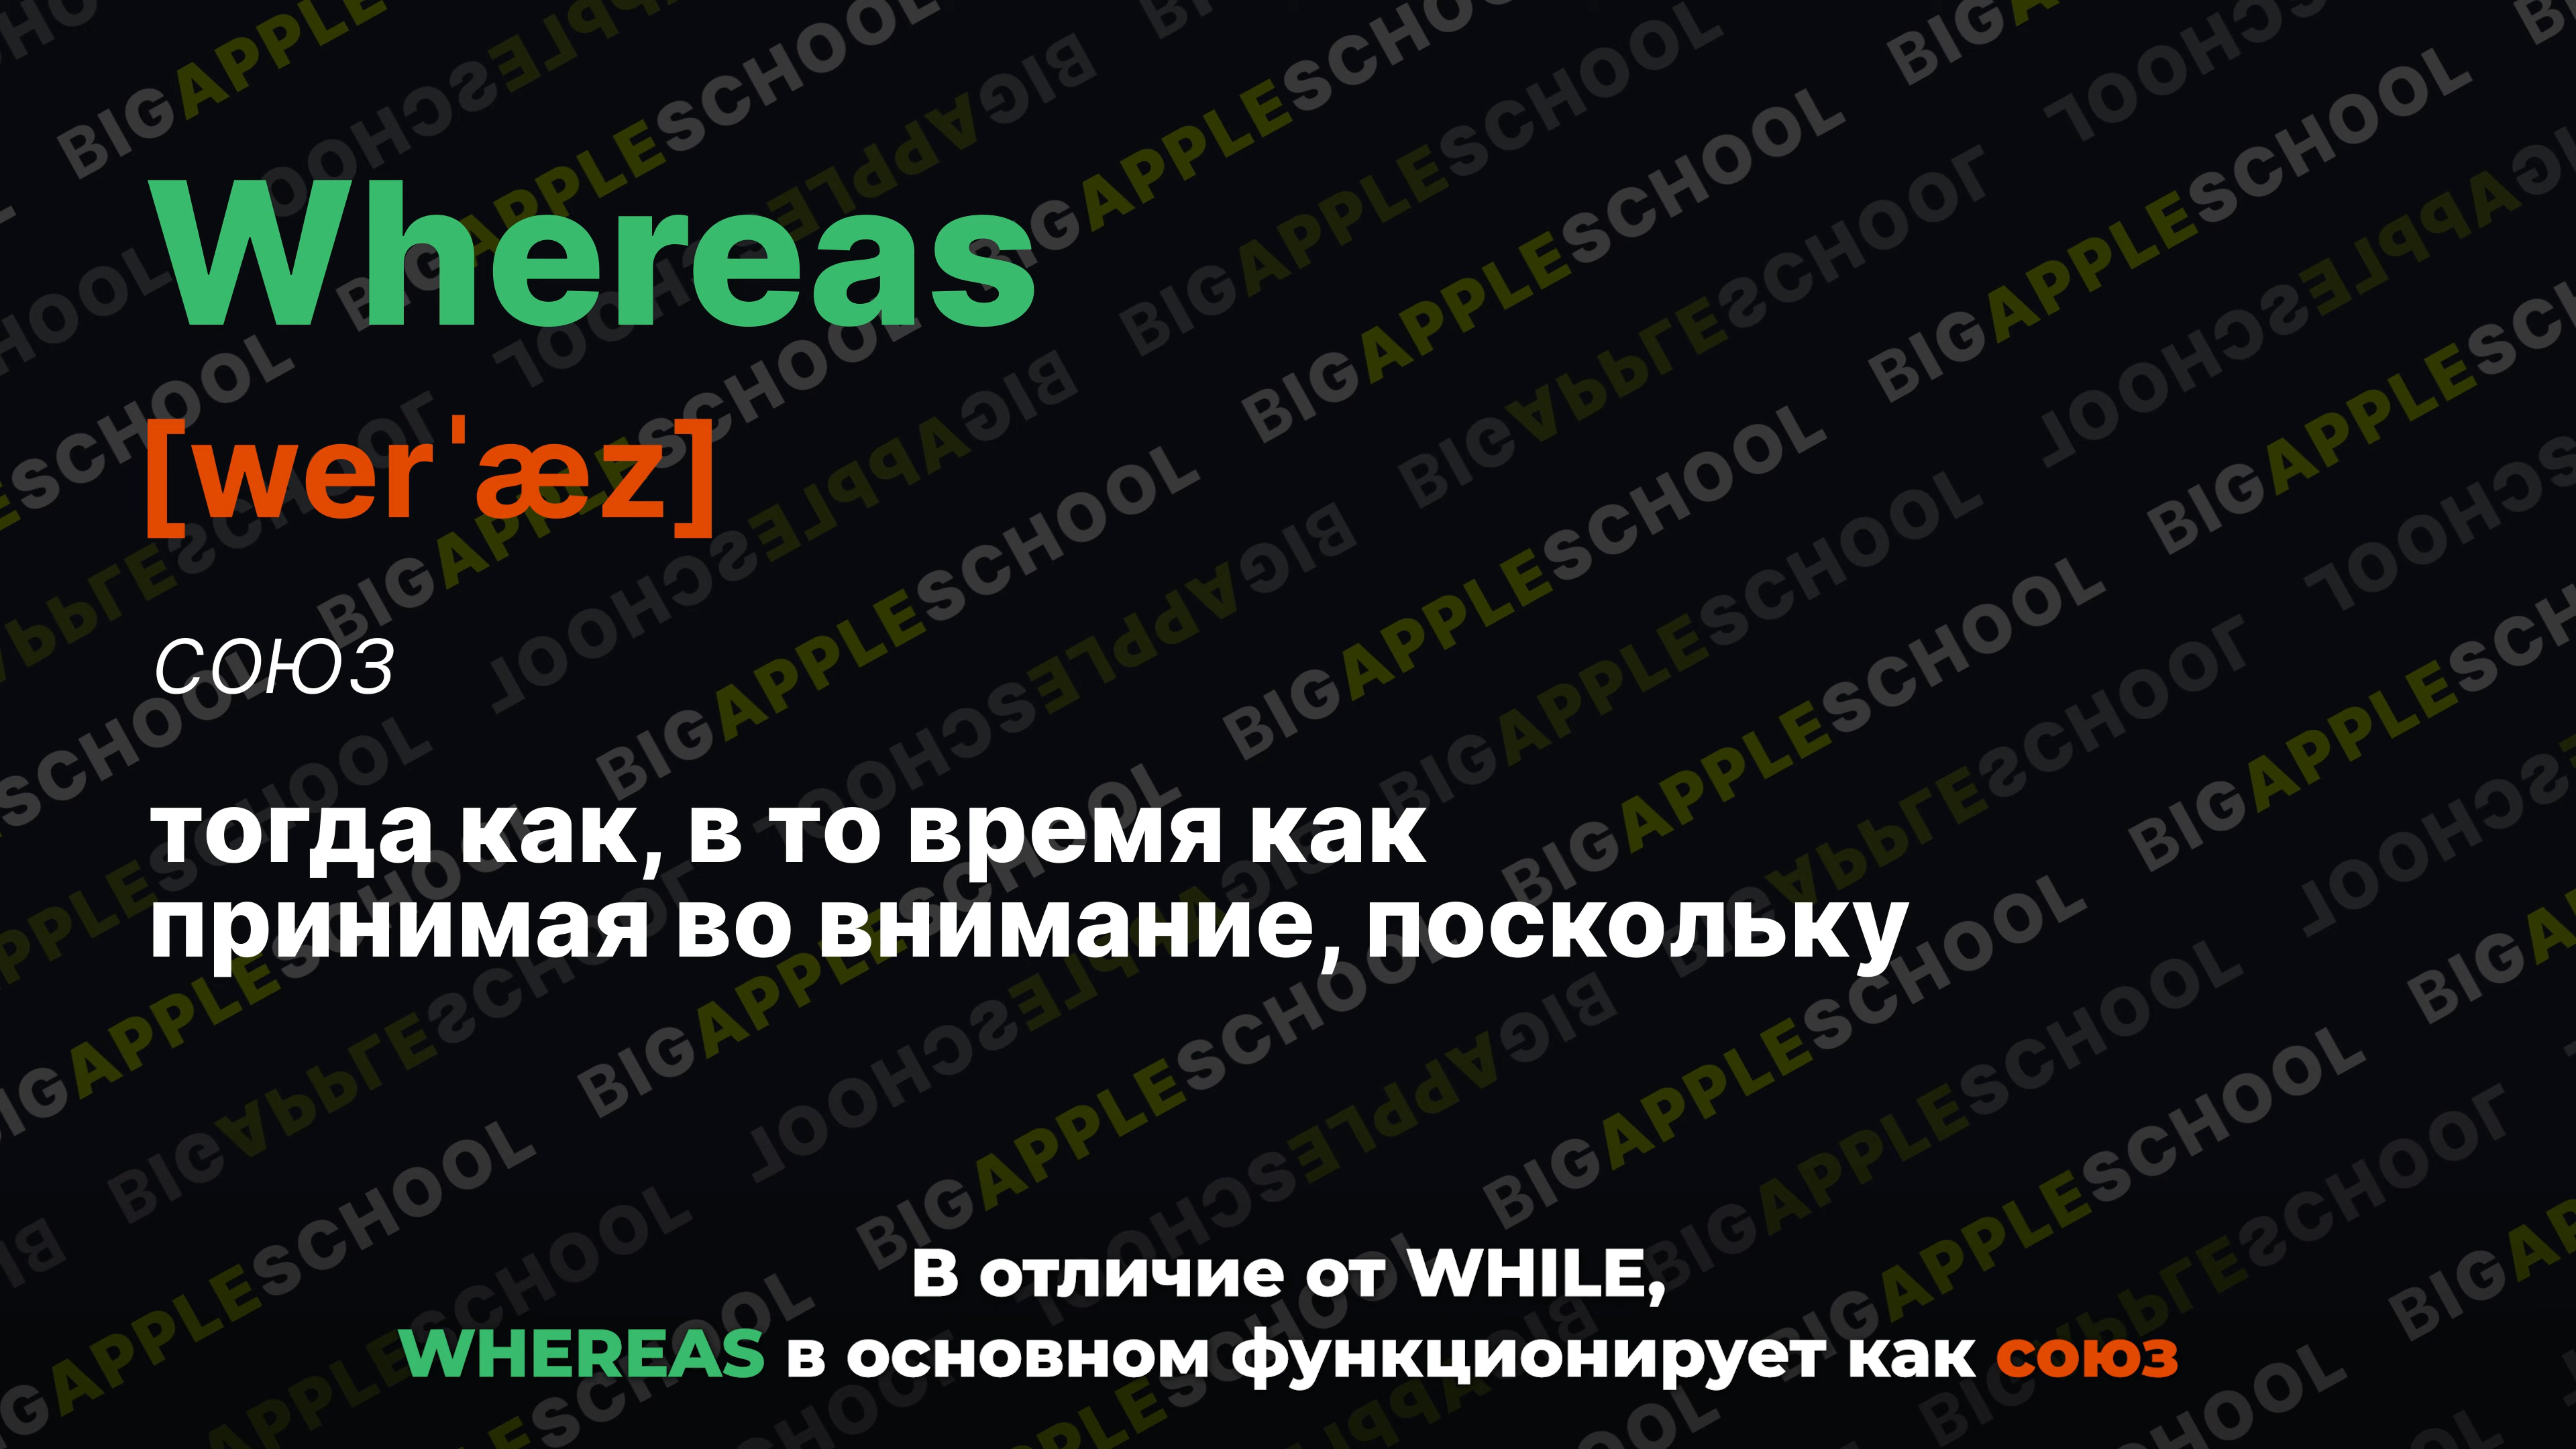 Whereas
[werˈæz]
союз
тогда как, в то время как
принимая во внимание, поскольку
В отличие от WHILE,
WHEREAS в основном функционирует как союз
BIGAPPLESCHOOL